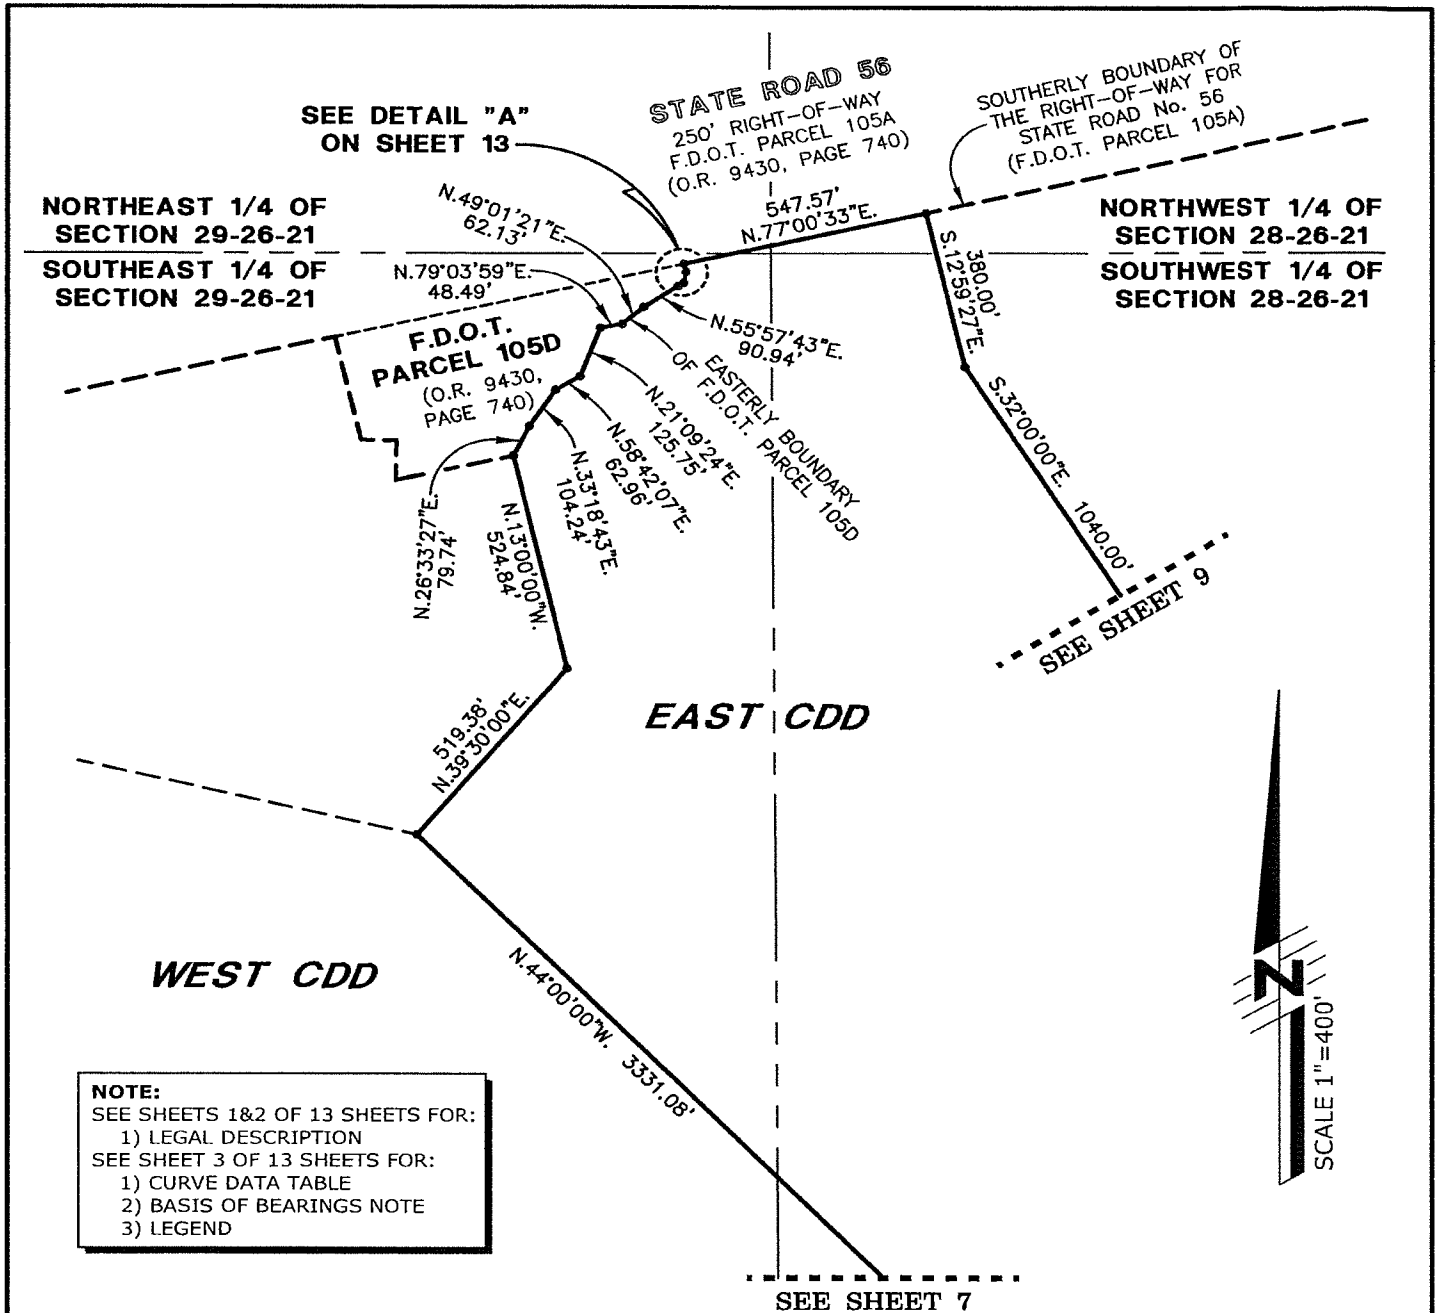 STATE ROAD 56
250' RIGHT-OF-WAY
F.D.O.T. PARCEL 105A
(O.R. 9430, PAGE 740)
SOUTHERLY BOUNDARY OF
THE RIGHT-OF-WAY FOR
STATE ROAD No. 56
(F.D.O.T. PARCEL 105A)
SEE DETAIL "A"
ON SHEET 13
NORTHEAST 1/4 OF
SECTION 29-26-21
SOUTHEAST 1/4 OF
SECTION 29-26-21
NORTHWEST 1/4 OF
SECTION 28-26-21
SOUTHWEST 1/4 OF
SECTION 28-26-21
547.57'
N.77°00'33"E.
N.49°01'21"E.
62.13'
N.79°03'59"E.
48.49'
N.55°57'43"E.
90.94'
EASTERLY BOUNDARY
OF F.D.O.T. PARCEL 105D
N.21°09'24"E.
125.75'
N.58°42'07"E.
62.96'
N.33°18'43"E.
104.24'
N.26°33'27"E.
79.74'
F.D.O.T.
PARCEL 105D
(O.R. 9430,
PAGE 740)
380.00'
S.12°59'27"E.
S.32°00'00"E. 1040.00'
SEE SHEET 9
N.13°00'00"W.
524.84'
519.38'
N.39°30'00"E.
EAST CDD
WEST CDD
N.44°00'00"W. 3331.08'
N
SCALE 1"=400'
NOTE:
SEE SHEETS 1&2 OF 13 SHEETS FOR:
1) LEGAL DESCRIPTION
SEE SHEET 3 OF 13 SHEETS FOR:
1) CURVE DATA TABLE
2) BASIS OF BEARINGS NOTE
3) LEGEND
SEE SHEET 7